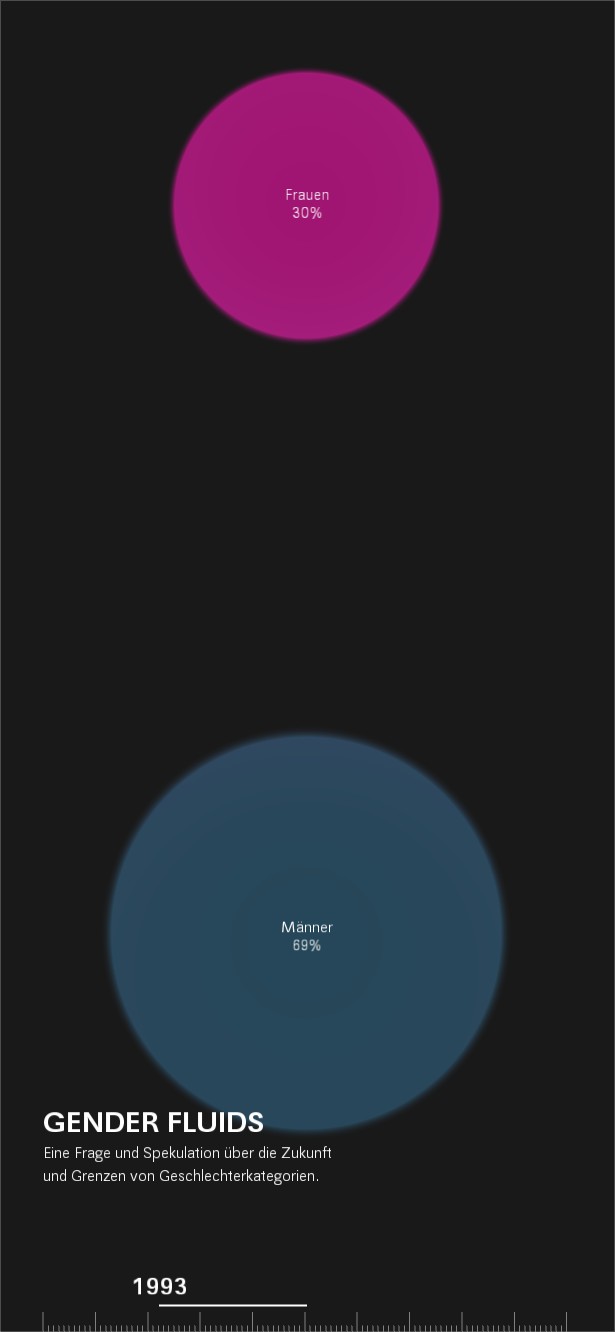 Frauen
30%
Männer
69%
GENDER FLUIDS
Eine Frage und Spekulation über die Zukunft
und Grenzen von Geschlechterkategorien.
1993